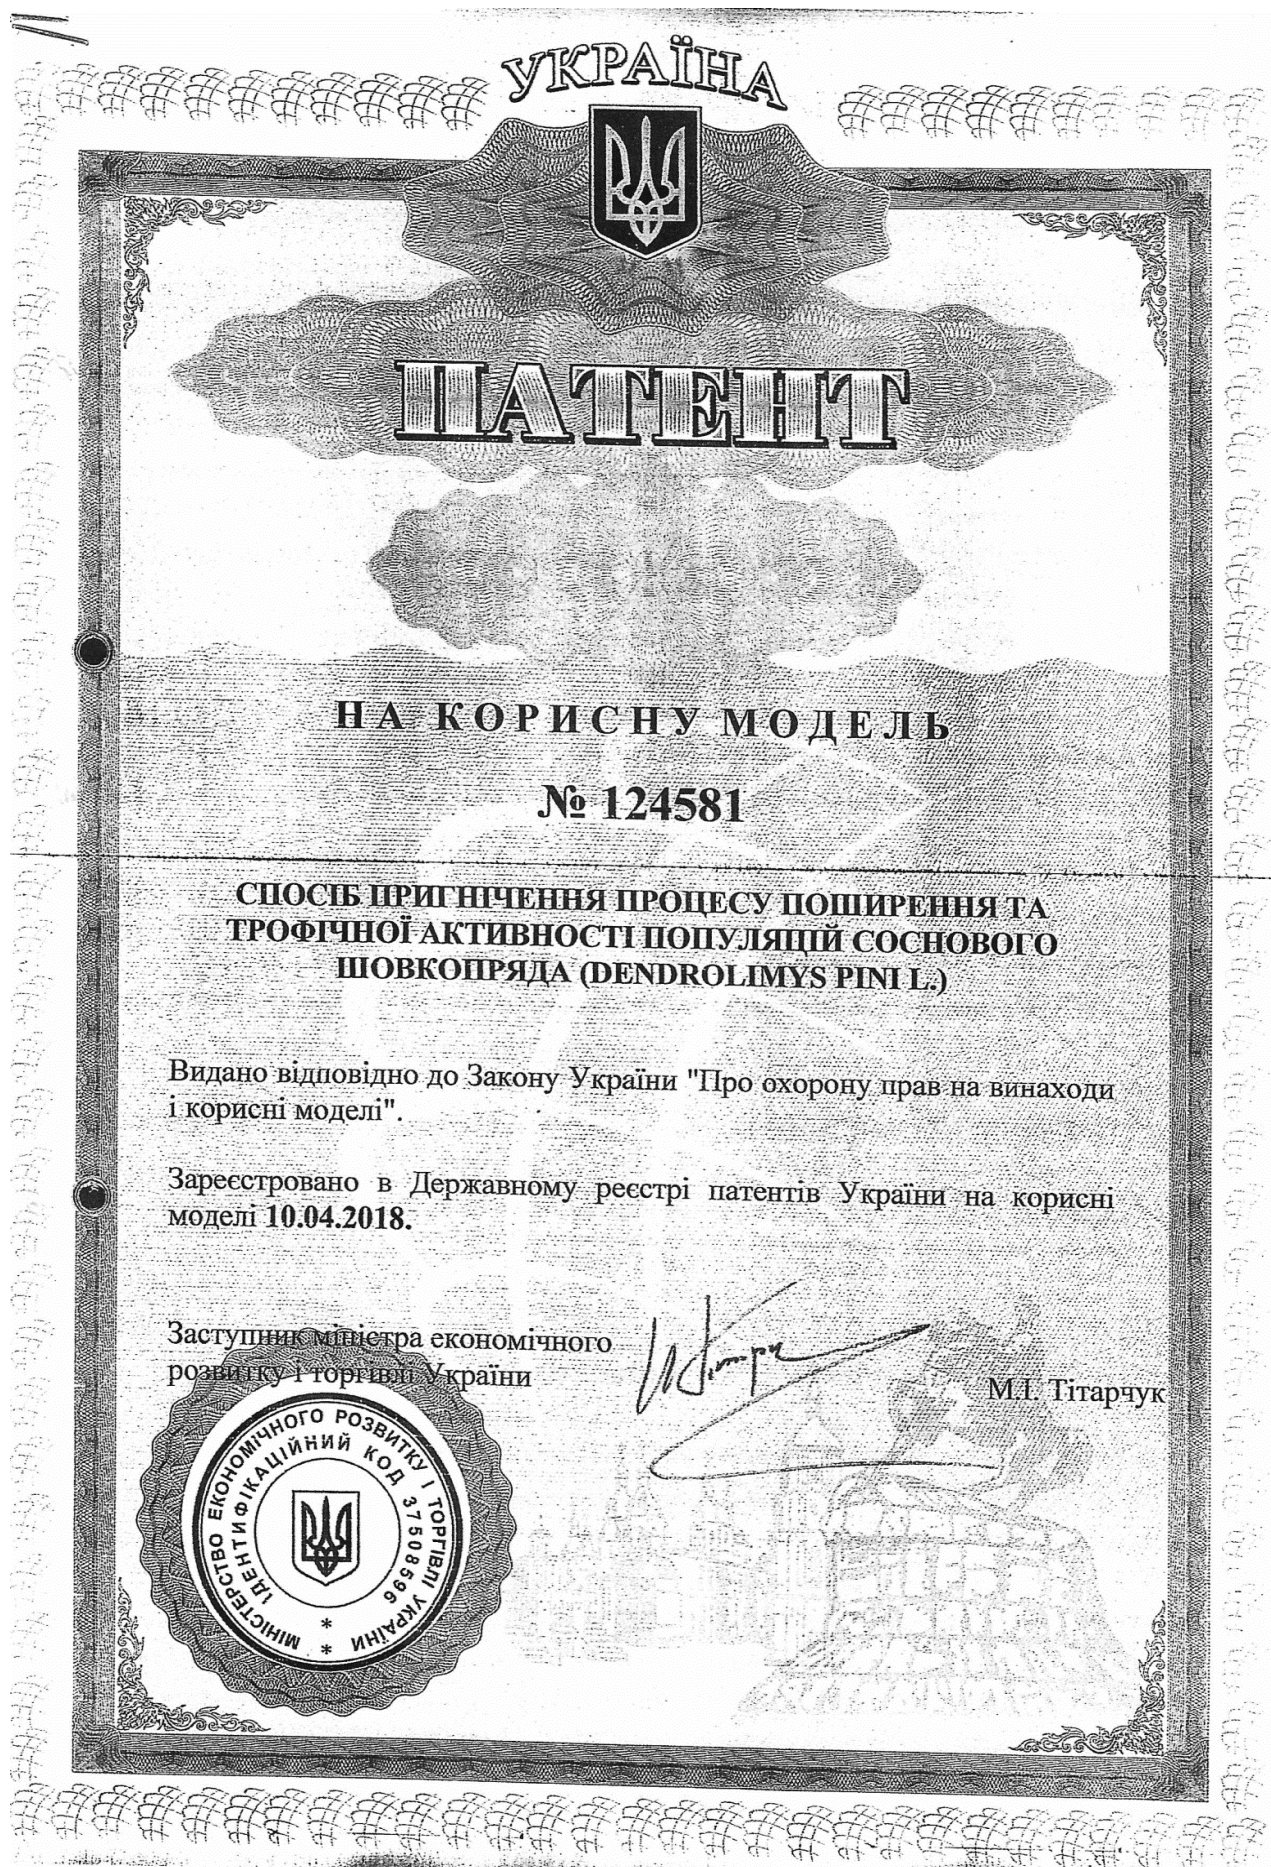 УКРАЇНА
ПАТЕНТ
НА КОРИСНУ МОДЕЛЬ
№ 124581
СПОСІБ ПРИГНІЧЕННЯ ПРОЦЕСУ ПОШИРЕННЯ ТА
ТРОФІЧНОЇ АКТИВНОСТІ ПОПУЛЯЦІЙ СОСНОВОГО
ШОВКОПРЯДА (DENDROLIMYS PINI L.)
Видано відповідно до Закону України "Про охорону прав на винаходи
і корисні моделі".
Зареєстровано в Державному реєстрі патентів України на корисні
моделі 10.04.2018.
Заступник міністра економічного
розвитку і торгівлі України
М.І. Тітарчук
МІНІСТЕРСТВО ЕКОНОМІЧНОГО РОЗВИТКУ І ТОРГІВЛІ УКРАЇНИ *
ІДЕНТИФІКАЦІЙНИЙ КОД 37508596 *